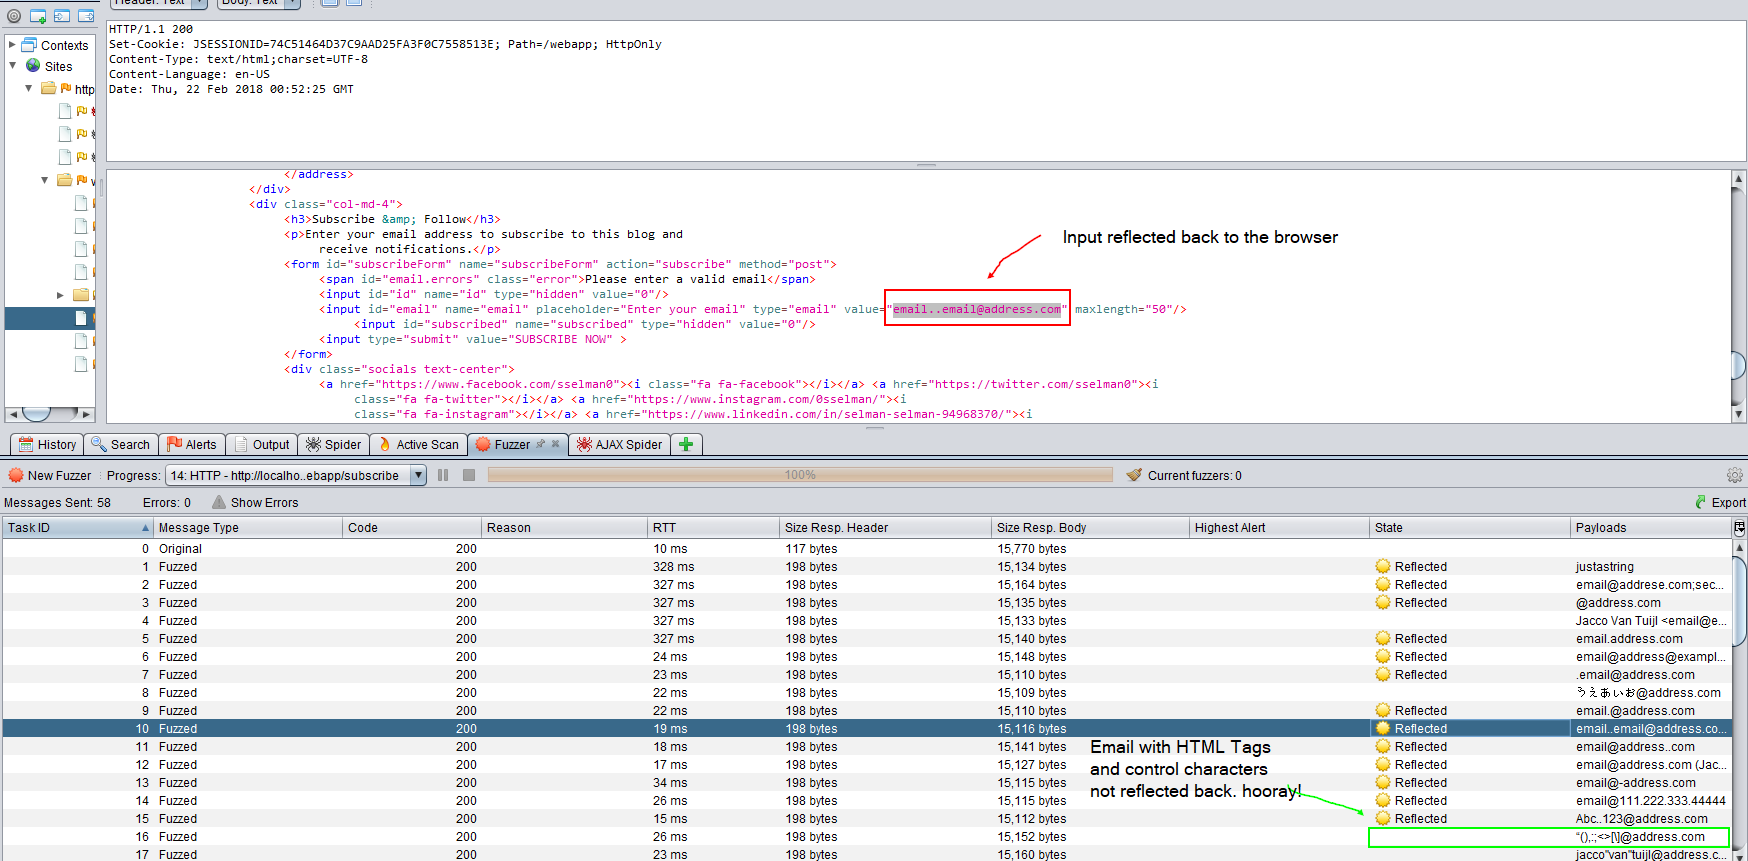 Header: Text
Body: Text
HTTP/1.1 200
Set-Cookie: JSESSIONID=74C51464D37C9AAD25FA3F0C7558513E; Path=/webapp; HttpOnly
Content-Type: text/html;charset=UTF-8
Content-Language: en-US
Date: Thu, 22 Feb 2018 00:52:25 GMT
Contexts
Sites
http
</address>
</div>
<div class="col-md-4">
<h3>Subscribe &amp; Follow</h3>
<p>Enter your email address to subscribe to this blog and
receive notifications.</p>
Input reflected back to the browser
<form id="subscribeForm" name="subscribeForm" action="subscribe" method="post">
<span id="email.errors" class="error">Please enter a valid email</span>
<input id="id" name="id" type="hidden" value="0"/>
<input id="email" name="email" placeholder="Enter your email" type="email" value="email..email@address.com" maxlength="50"/>
<input id="subscribed" name="subscribed" type="hidden" value="0"/>
<input type="submit" value="SUBSCRIBE NOW" >
</form>
<div class="socials text-center">
<a href="https://www.facebook.com/sselman0"><i class="fa fa-facebook"></i></a> <a href="https://twitter.com/sselman0"><i
class="fa fa-twitter"></i></a> <a href="https://www.instagram.com/0sselman/"><i
class="fa fa-instagram"></i></a> <a href="https://www.linkedin.com/in/selman-selman-94968370/"><i
History Search Alerts Output Spider Active Scan Fuzzer AJAX Spider
New Fuzzer Progress: 14: HTTP - http://localho..ebapp/subscribe 100% Current fuzzers: 0
Messages Sent: 58 Errors: 0 Show Errors Export
Task ID Message Type Code Reason RTT Size Resp. Header Size Resp. Body Highest Alert State Payloads
0 Original 200 10 ms 117 bytes 15,770 bytes
1 Fuzzed 200 328 ms 198 bytes 15,134 bytes Reflected justastring
2 Fuzzed 200 327 ms 198 bytes 15,164 bytes Reflected email@addrese.com;sec...
3 Fuzzed 200 327 ms 198 bytes 15,135 bytes Reflected @address.com
4 Fuzzed 200 327 ms 198 bytes 15,133 bytes Jacco Van Tuijl <email@e...
5 Fuzzed 200 327 ms 198 bytes 15,140 bytes Reflected email.address.com
6 Fuzzed 200 24 ms 198 bytes 15,148 bytes Reflected email@address@exampl...
7 Fuzzed 200 23 ms 198 bytes 15,110 bytes Reflected .email@address.com
8 Fuzzed 200 22 ms 198 bytes 15,109 bytes うえあいお@address.com
9 Fuzzed 200 22 ms 198 bytes 15,110 bytes Reflected email.@address.com
10 Fuzzed 200 19 ms 198 bytes 15,116 bytes Reflected email..email@address.co...
11 Fuzzed 200 18 ms 198 bytes 15,141 bytes Reflected email@address..com
12 Fuzzed 200 17 ms 198 bytes 15,127 bytes Reflected email@address.com (Jac...
13 Fuzzed 200 34 ms 198 bytes 15,115 bytes Reflected email@-address.com
14 Fuzzed 200 26 ms 198 bytes 15,115 bytes Reflected email@111.222.333.44444
15 Fuzzed 200 15 ms 198 bytes 15,112 bytes Reflected Abc..123@address.com
16 Fuzzed 200 26 ms 198 bytes 15,152 bytes “(),:;<>[\]@address.com
17 Fuzzed 200 23 ms 198 bytes 15,160 bytes jacco"van"tuijl@address.c...
Email with HTML Tags
and control characters
not reflected back. hooray!